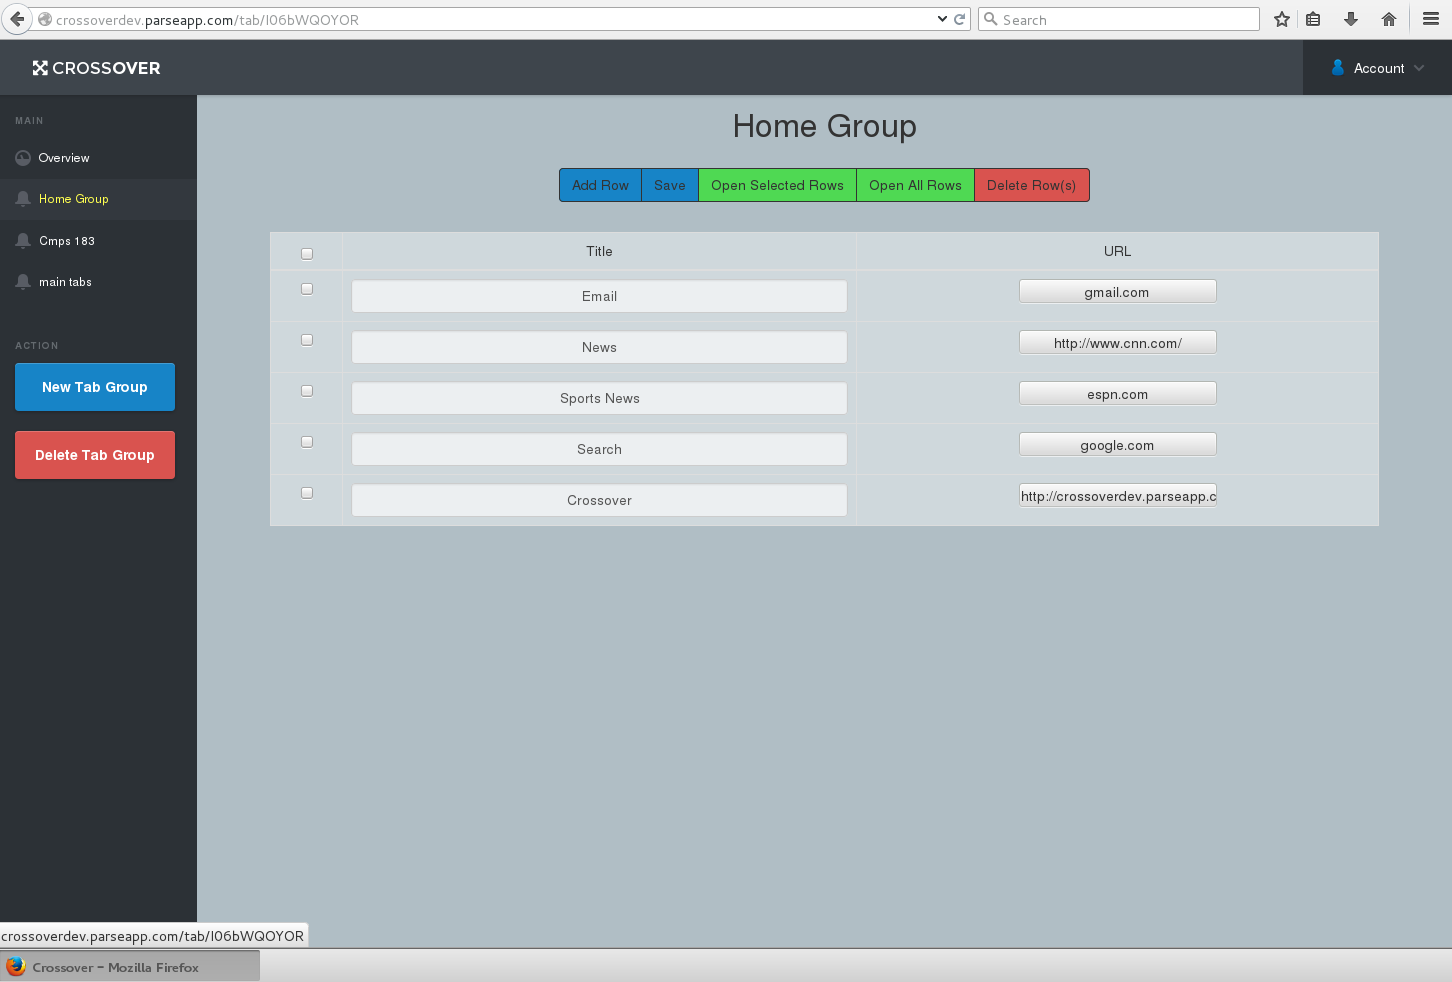 crossoverdev.parseapp.com/tab/l06bWQOYOR
Search
CROSSOVER
Account
MAIN
Overview
Home Group
Cmps 183
main tabs
ACTION
New Tab Group
Delete Tab Group
Home Group
Add Row Save Open Selected Rows Open All Rows Delete Row(s)
Title URL
Email gmail.com
News http://www.cnn.com/
Sports News espn.com
Search google.com
Crossover http://crossoverdev.parseapp.c
crossoverdev.parseapp.com/tab/l06bWQOYOR
Crossover - Mozilla Firefox